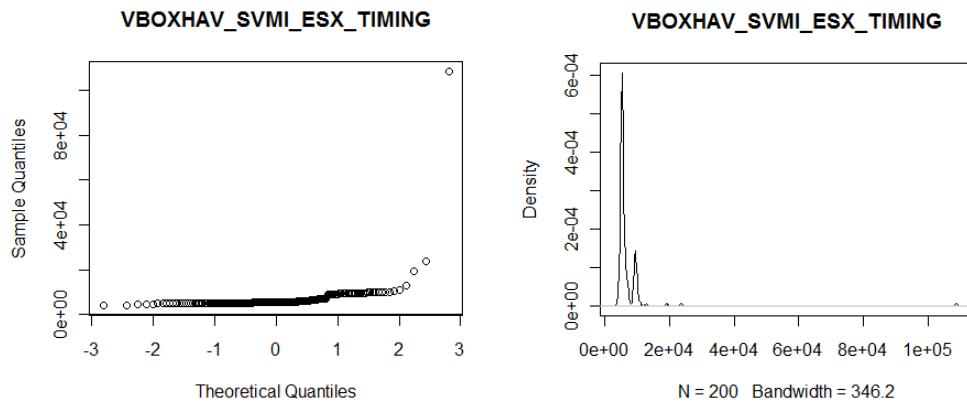 VBOXHAV_SVMI_ESX_TIMING
Sample Quantiles
8e+04
4e+04
0e+00
-3 -2 -1 0 1 2 3
Theoretical Quantiles
VBOXHAV_SVMI_ESX_TIMING
Density
6e-04
4e-04
2e-04
0e+00
0e+00 2e+04 4e+04 6e+04 8e+04 1e+05
N = 200 Bandwidth = 346.2